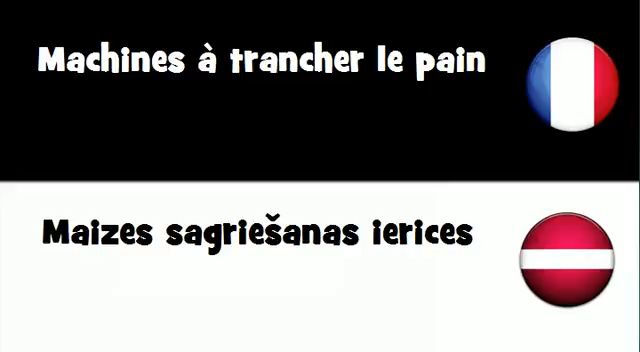 Machines à trancher le pain
Maizes sagriešanas ierices